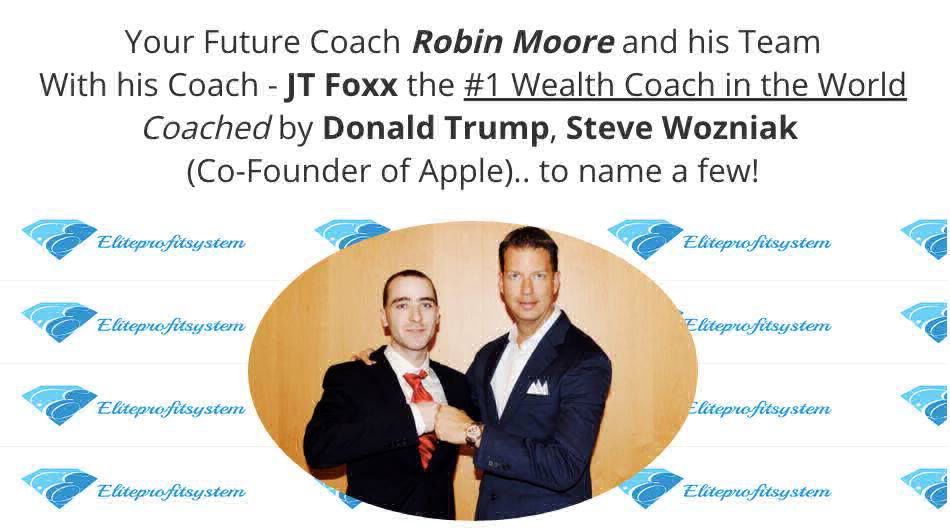 Your Future Coach Robin Moore and his Team
With his Coach - JT Foxx the #1 Wealth Coach in the World
Coached by Donald Trump, Steve Wozniak
(Co-Founder of Apple).. to name a few!
Eliteprofitsystem Eliteprofitsystem
Eliteprofitsystem Eliteprofitsystem
Eliteprofitsystem Eliteprofitsystem
Eliteprofitsystem Eliteprofitsystem